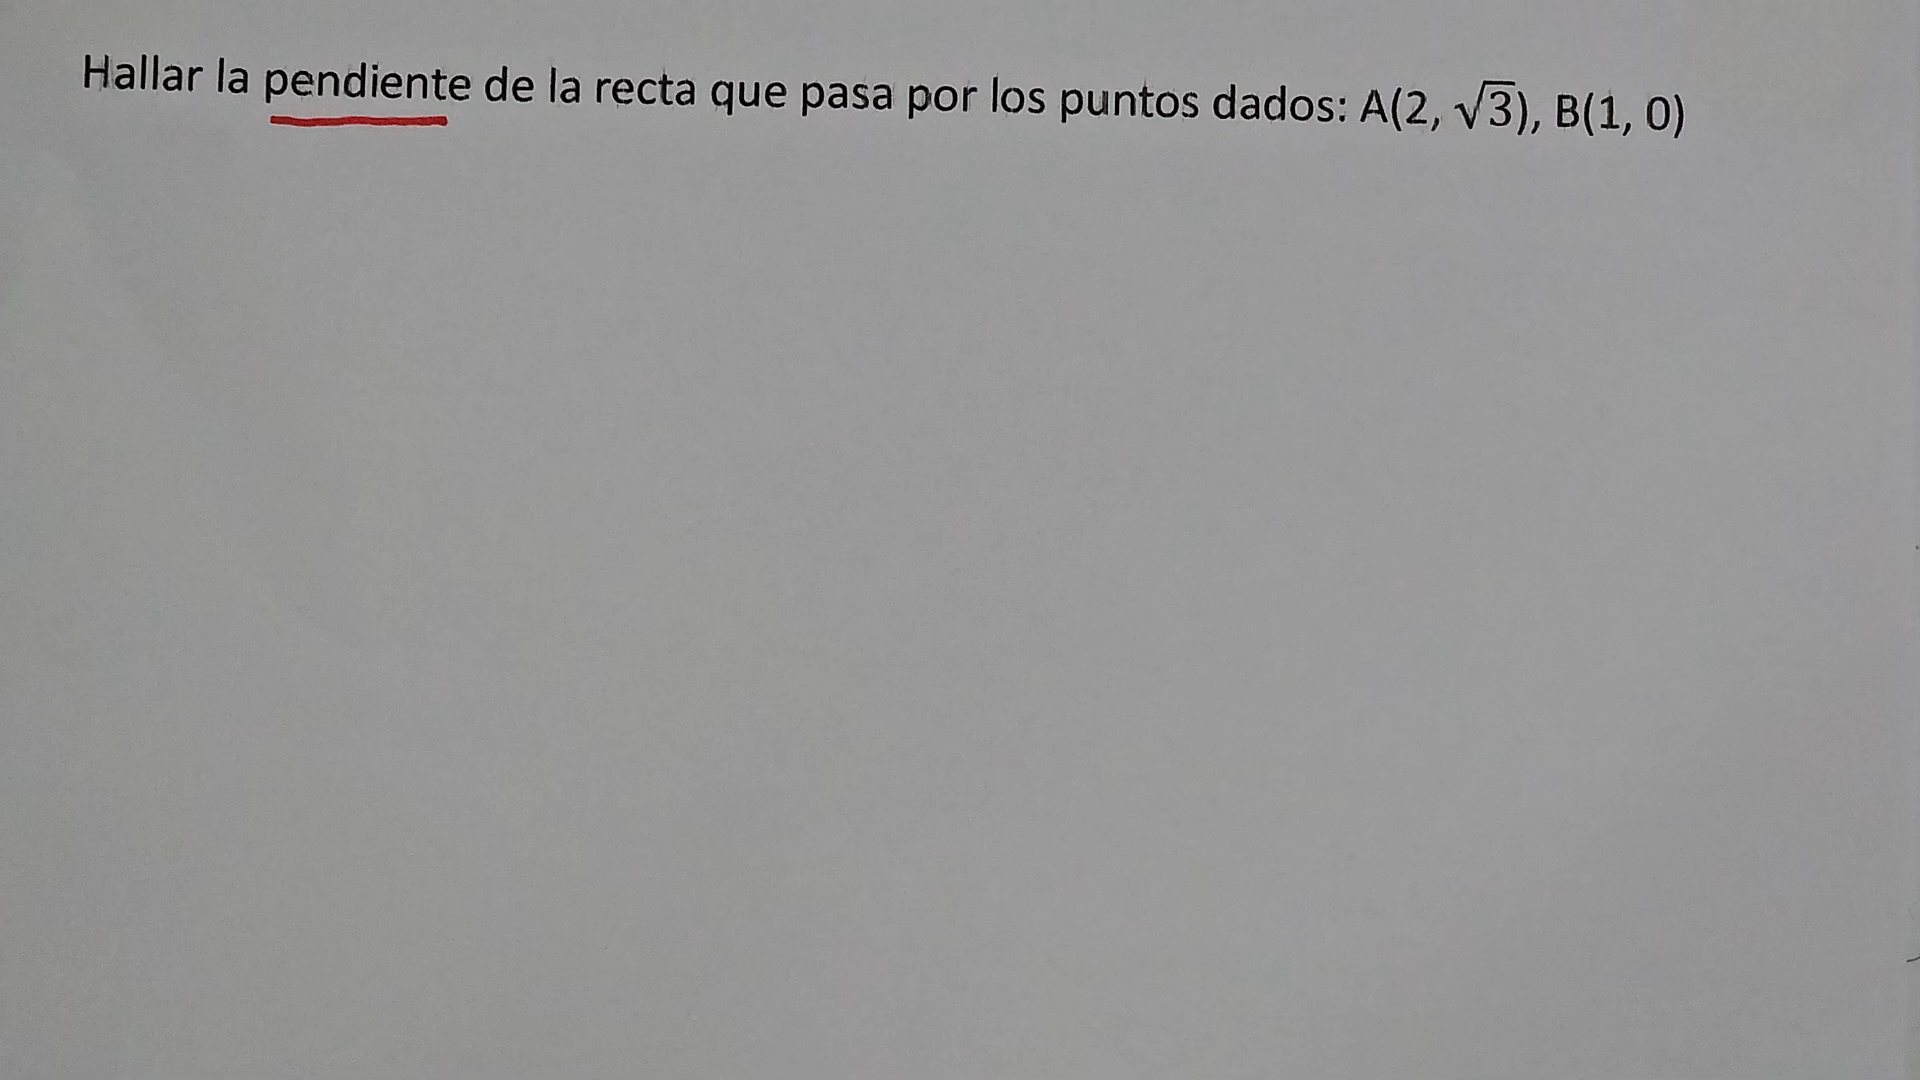 Hallar la pendiente de la recta que pasa por los puntos dados: A(2, √3), B(1, 0)